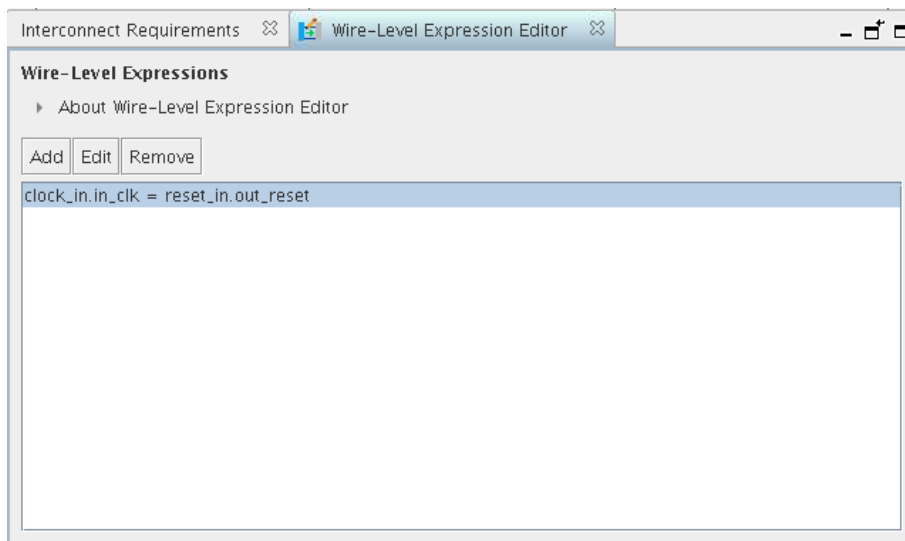 Interconnect Requirements Wire-Level Expression Editor
Wire-Level Expressions
About Wire-Level Expression Editor
Add Edit Remove
clock_in.in_clk = reset_in.out_reset